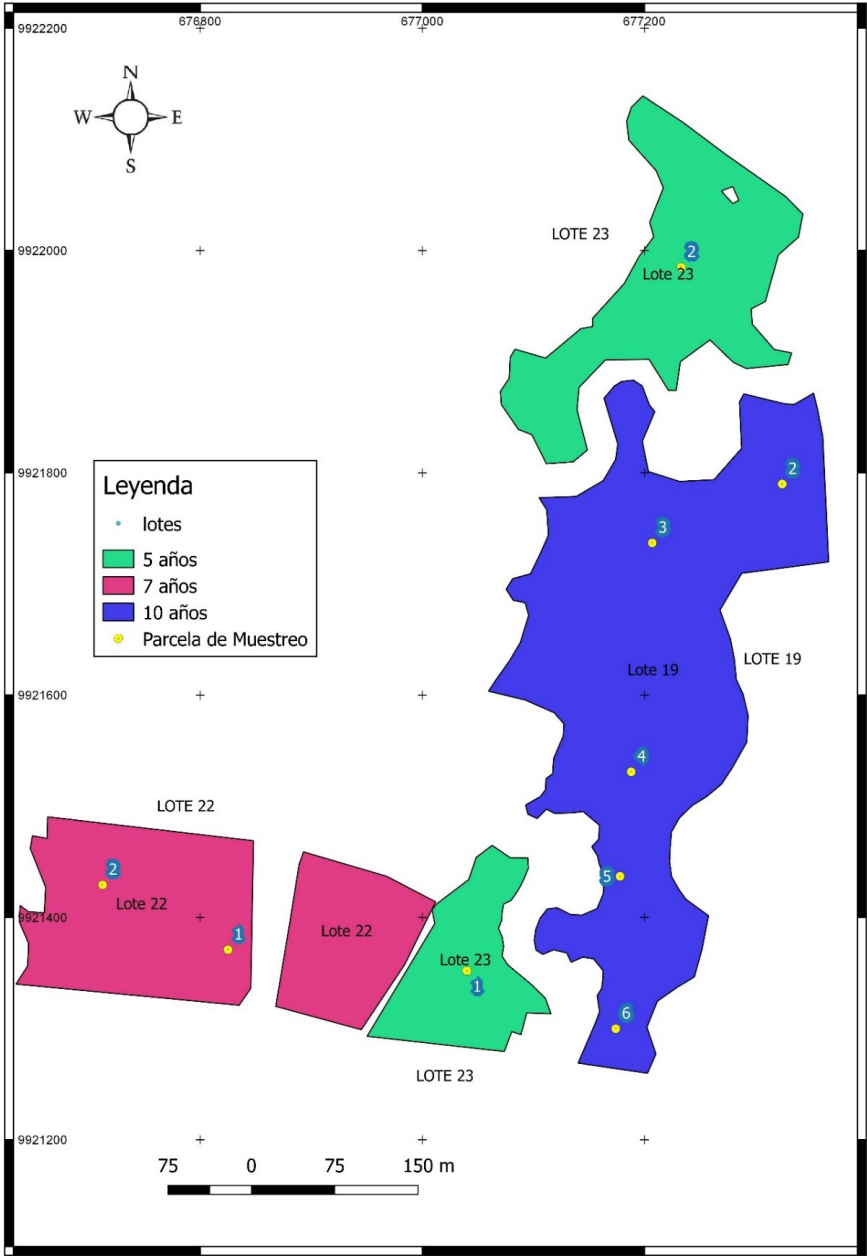 676800 677000 677200
9922200
N
W E
S
LOTE 23
2
9922000
Lote 23
9921800
2
Leyenda
lotes
5 años
7 años
10 años
Parcela de Muestreo
3
Lote 19
LOTE 19
9921600
4
LOTE 22
2
Lote 22
5
9921400
1
Lote 22
Lote 23
1
6
LOTE 23
9921200
75 0 75 150 m